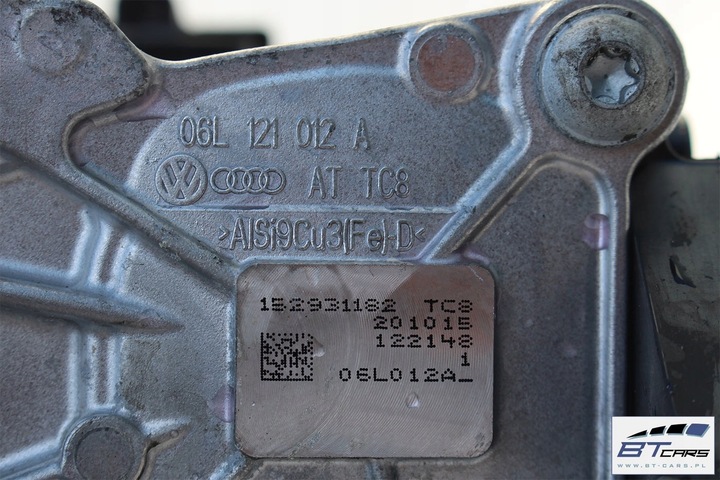 06L 121 012 A
VW AT TC8
>AlSi9Cu3(Fe)-D<
152931182 TC8
201015
122148
1
06L012A_
BT CARS
WWW.BT-CARS.PL